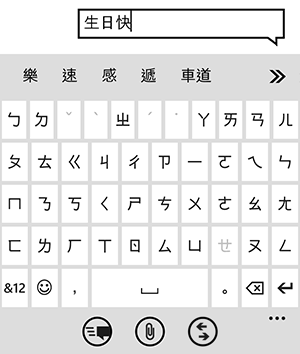 生日快
樂 速 感 遞 車道
ㄅ ㄉ ˇ ˋ ㄓ ˊ ˙ ㄚ ㄞ ㄢ ㄦ
ㄆ ㄊ ㄍ ㄐ ㄔ ㄗ ㄧ ㄛ ㄟ ㄣ
ㄇ ㄋ ㄎ ㄑ ㄕ ㄘ ㄨ ㄜ ㄠ ㄤ
ㄈ ㄌ ㄏ ㄒ ㄖ ㄙ ㄩ ㄝ ㄡ ㄥ
&12 , 。